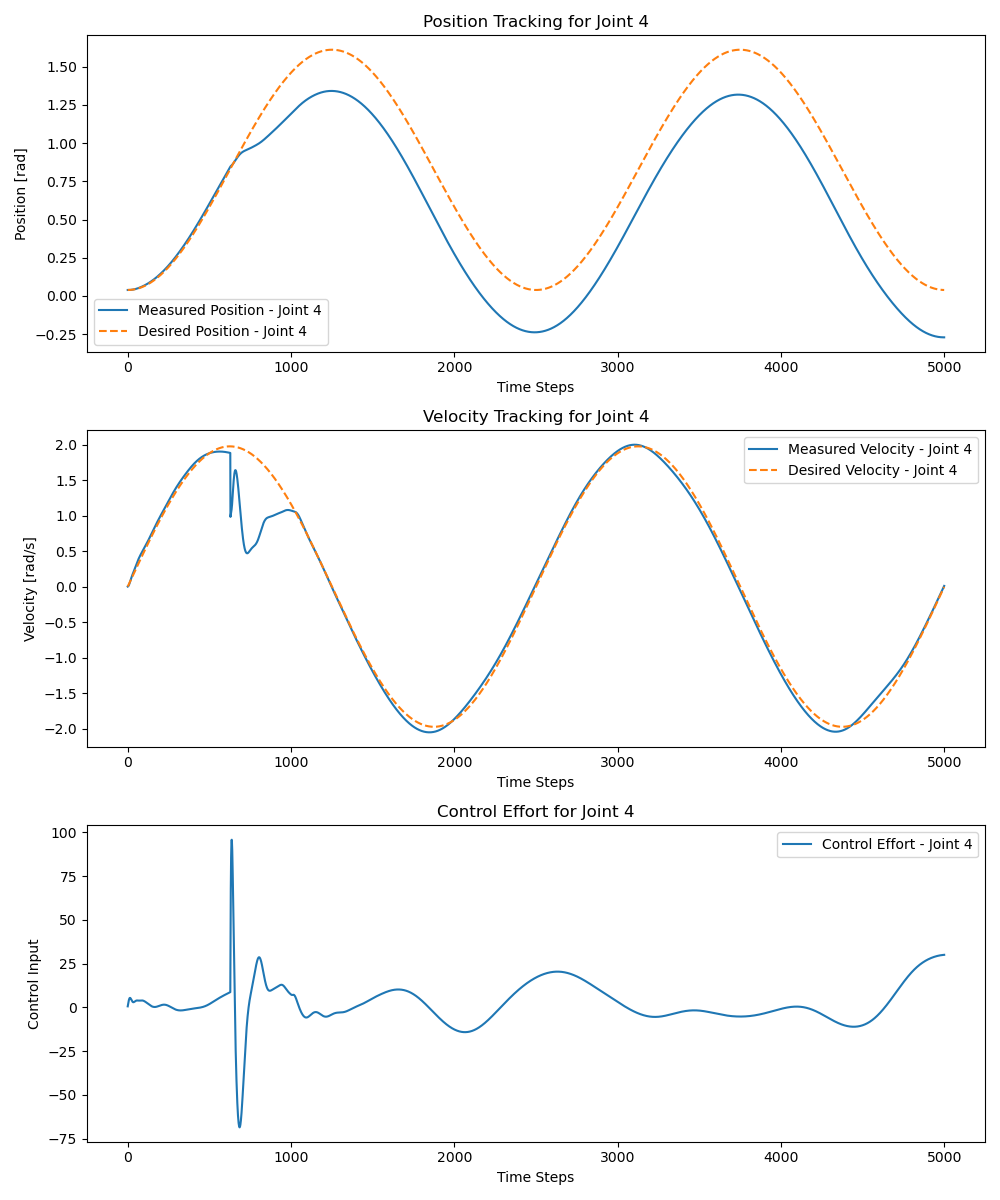 Position Tracking for Joint 4
1.50
1.25
1.00
0.75
0.50
0.25
0.00
−0.25
Position [rad]
Measured Position - Joint 4
Desired Position - Joint 4
0 1000 2000 3000 4000 5000
Time Steps
Velocity Tracking for Joint 4
2.0
1.5
1.0
0.5
0.0
−0.5
−1.0
−1.5
−2.0
Velocity [rad/s]
Measured Velocity - Joint 4
Desired Velocity - Joint 4
0 1000 2000 3000 4000 5000
Time Steps
Control Effort for Joint 4
100
75
50
25
0
−25
−50
−75
Control Input
Control Effort - Joint 4
0 1000 2000 3000 4000 5000
Time Steps